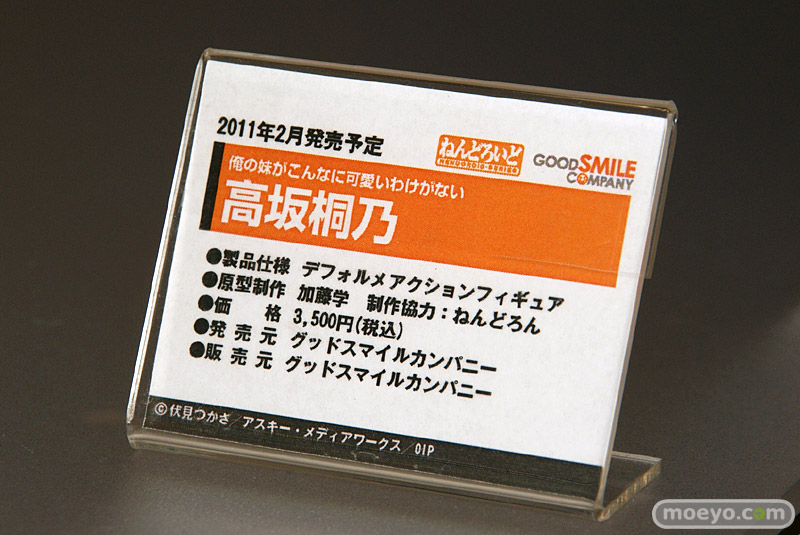 2011年2月発売予定
ねんどろいど
nendoroid-series
GOOD SMILE
COMPANY
俺の妹がこんなに可愛いわけがない
高坂桐乃
●製品仕様 デフォルメアクションフィギュア
●原型制作 加藤学 制作協力：ねんどろん
●価格 3,500円(税込)
●発売元 グッドスマイルカンパニー
●販売元 グッドスマイルカンパニー
©伏見つかさ/アスキー・メディアワークス/OIP
moeyo.com